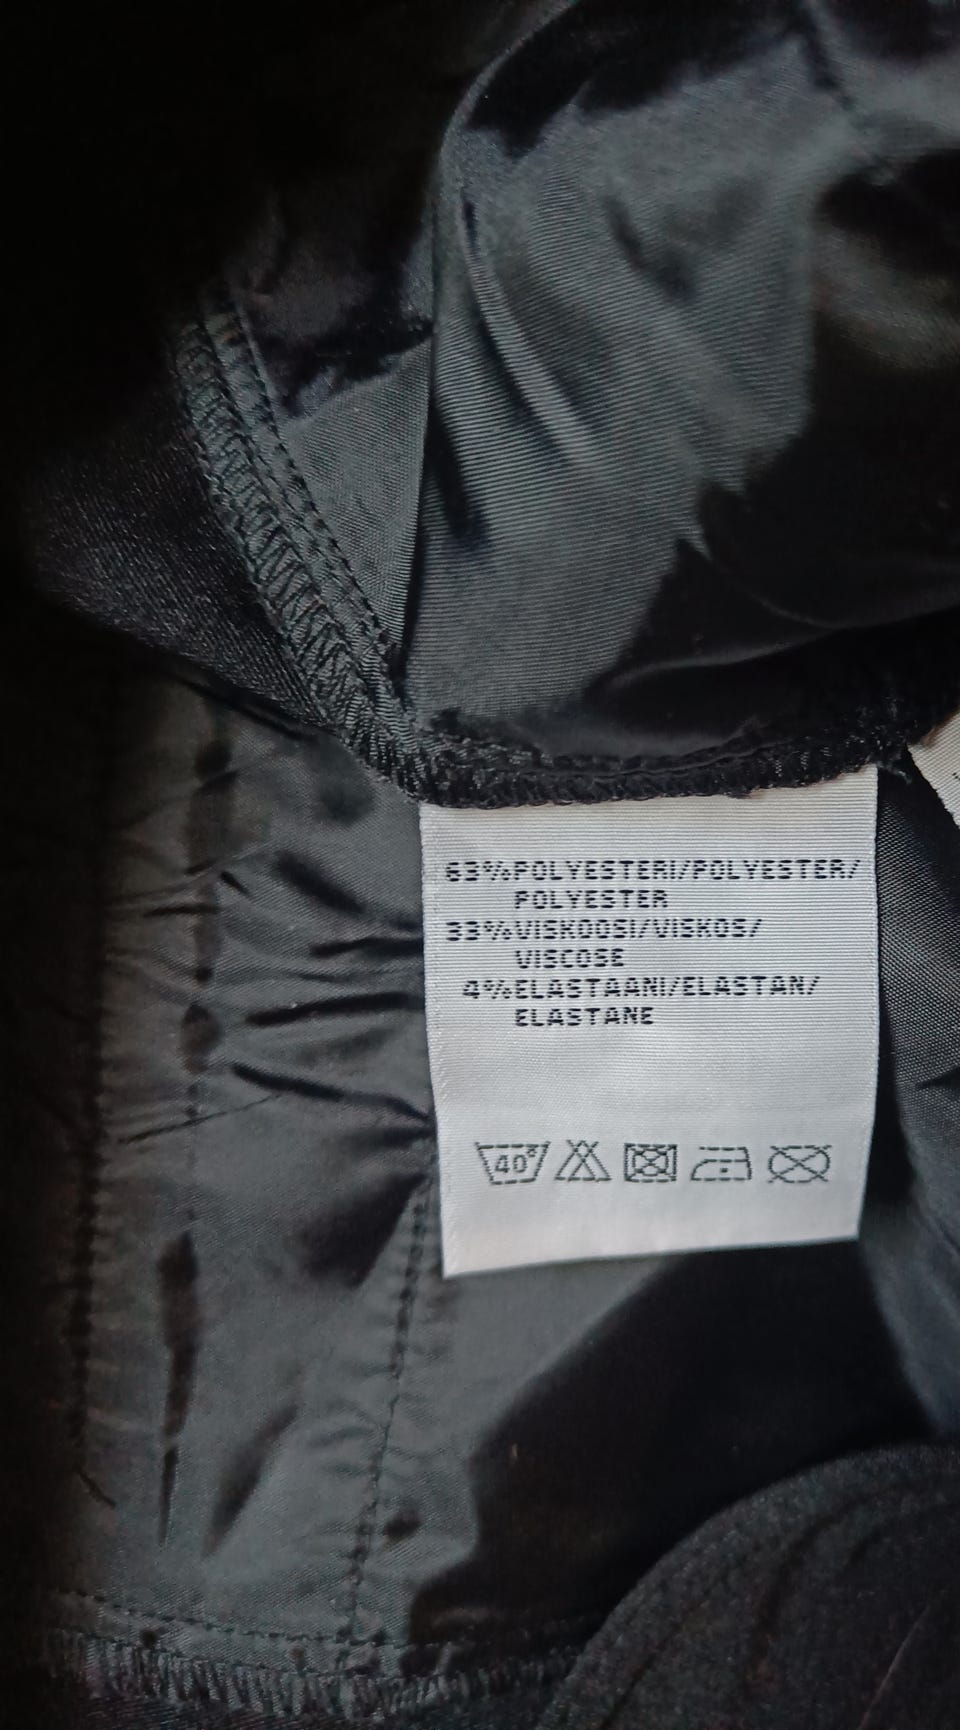 63%POLYESTERI/POLYESTER/
POLYESTER
33%VISKOOSI/VISKOS/
VISCOSE
4%ELASTAANI/ELASTAN/
ELASTANE
40°